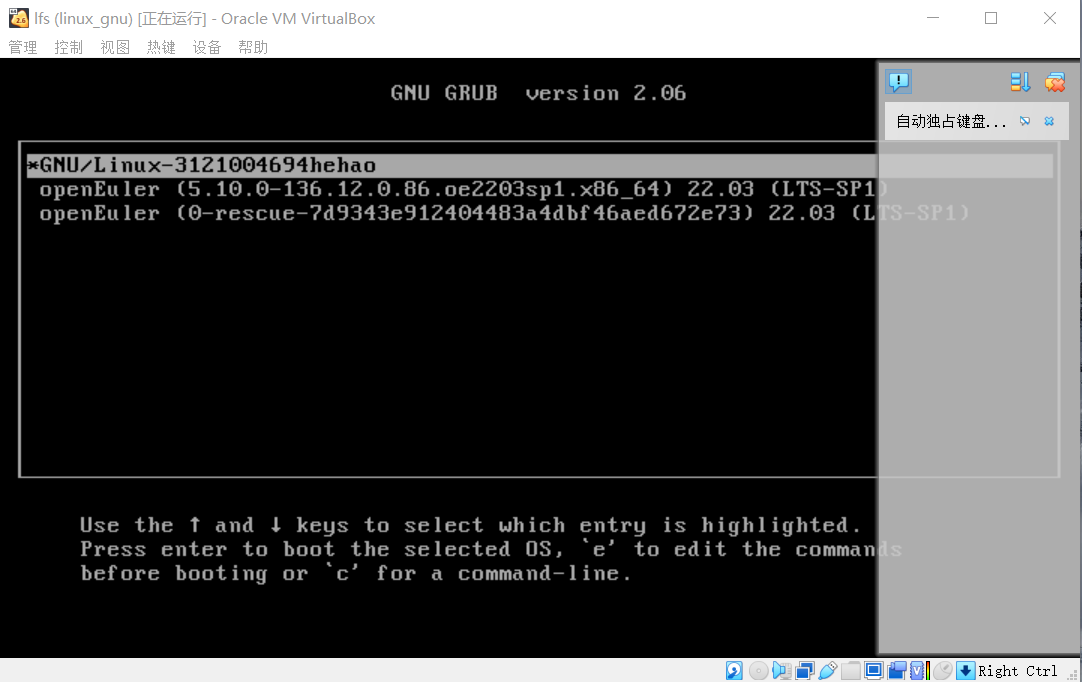 lfs (linux_gnu) [正在运行] - Oracle VM VirtualBox
管理 控制 视图 热键 设备 帮助
GNU GRUB version 2.06
自动独占键盘...
*GNU/Linux-3121004694hehao
openEuler (5.10.0-136.12.0.86.oe2203sp1.x86_64) 22.03 (LTS-SP1)
openEuler (0-rescue-7d9343e912404483a4dbf46aed672e73) 22.03 (LTS-SP1)
Use the ↑ and ↓ keys to select which entry is highlighted.
Press enter to boot the selected OS, `e' to edit the commands
before booting or `c' for a command-line.
Right Ctrl